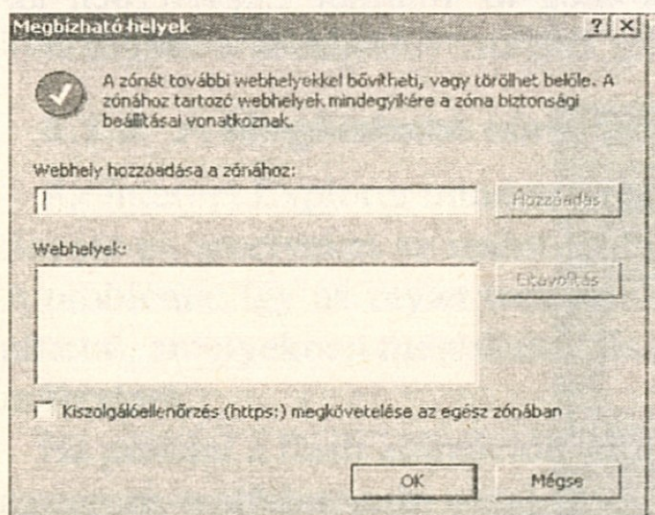 Megbízható helyek
A zónát további webhelyekkel bővítheti, vagy törölhet belőle. A
zónához tartozó webhelyek mindegyikére a zóna biztonsági
beállításai vonatkoznak.
Webhely hozzáadása a zónához:
Hozzáadás
Webhelyek:
Eltávolítás
Kiszolgálóellenőrzés (https:) megkövetelése az egész zónában
OK Mégse